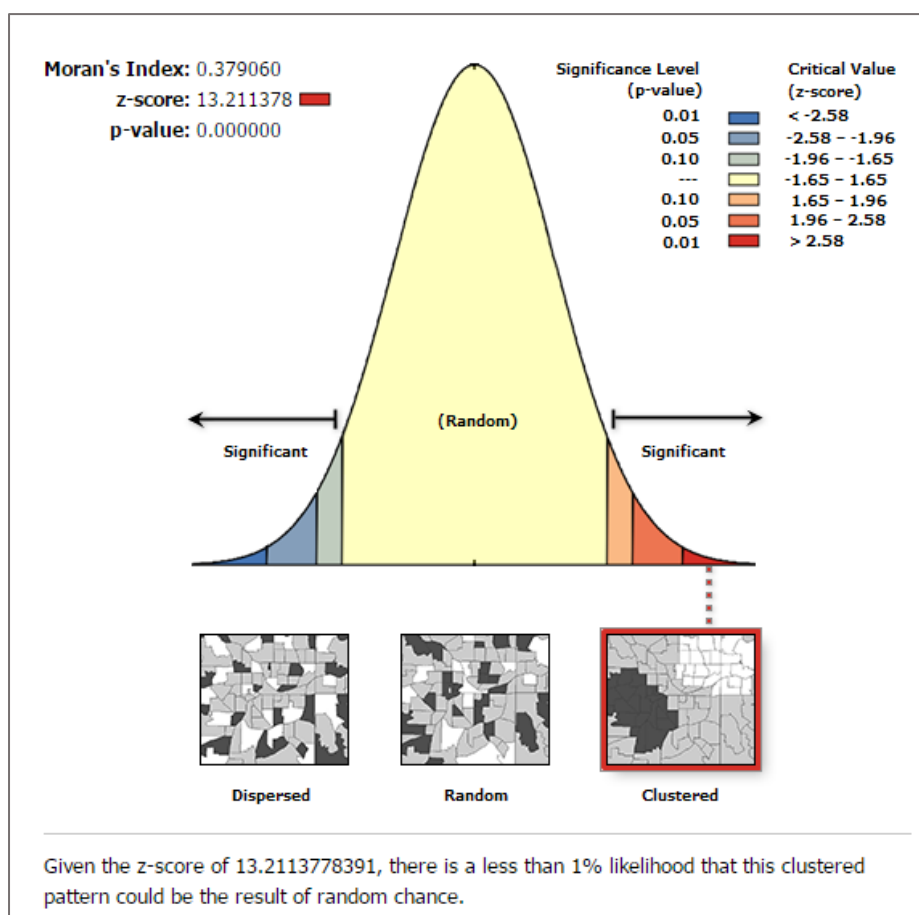 Moran's Index: 0.379060
z-score: 13.211378
p-value: 0.000000
Significance Level
(p-value)
Critical Value
(z-score)
0.01 < -2.58
0.05 -2.58 – -1.96
0.10 -1.96 – -1.65
--- -1.65 – 1.65
0.10 1.65 – 1.96
0.05 1.96 – 2.58
0.01 > 2.58
(Random)
Significant
Significant
Dispersed
Random
Clustered
Given the z-score of 13.2113778391, there is a less than 1% likelihood that this clustered
pattern could be the result of random chance.